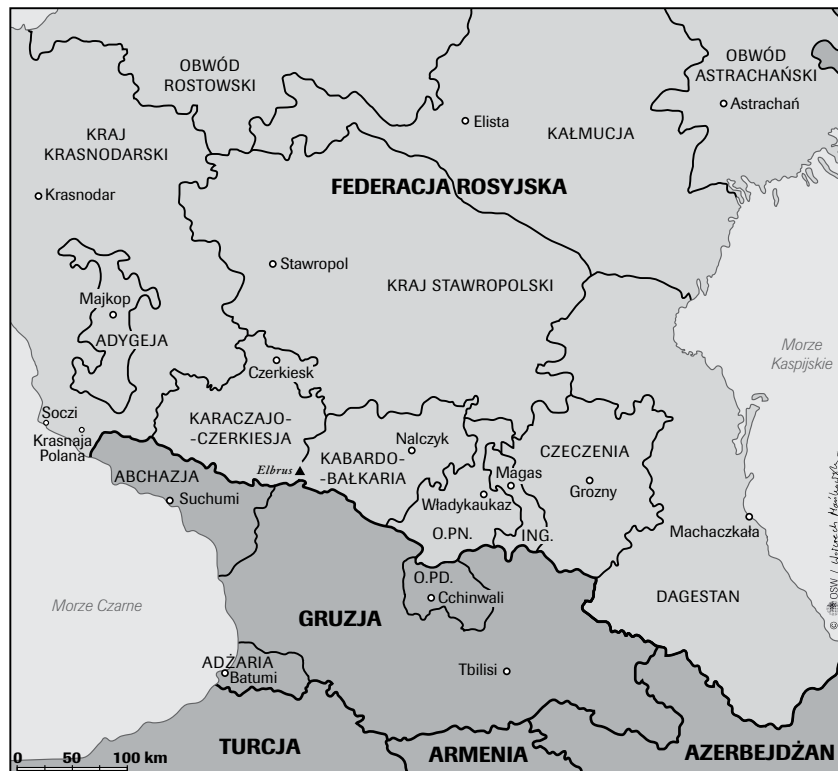 OBWÓD
ROSTOWSKI
OBWÓD
ASTRACHAŃSKI
Astrachań
Elista
KAŁMUCJA
KRAJ
KRASNODARSKI
Krasnodar
FEDERACJA ROSYJSKA
Stawropol
KRAJ STAWROPOLSKI
Majkop
ADYGEJA
Morze
Kaspijskie
Czerkiesk
Soczi
Krasnaja
Polana
KARACZAJO-
-CZERKIESJA
Elbrus
KABARDO-
-BAŁKARIA
Nalczyk
CZECZENIA
Grozny
Magas
Władykaukaz
O.PN.
ING.
ABCHAZJA
Suchumi
Machaczkała
DAGESTAN
O.PD.
Cchinwali
Morze Czarne
GRUZJA
ADŻARIA
Batumi
Tbilisi
TURCJA
ARMENIA
AZERBEJDŻAN
0 50 100 km
© OSW / Wojciech